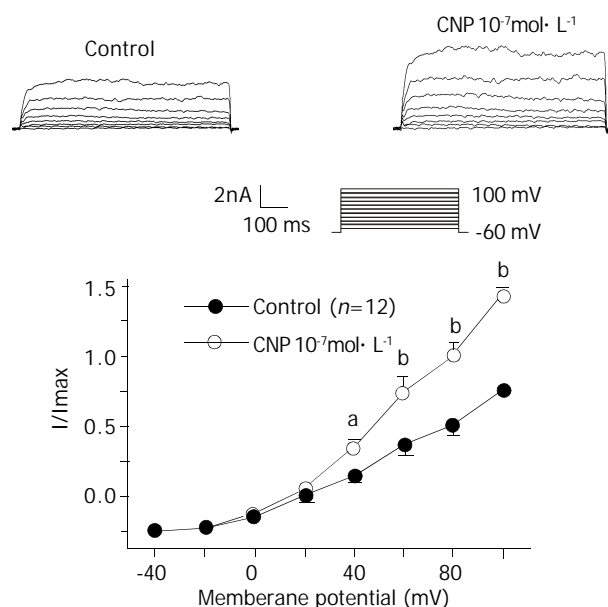 Control
CNP 10⁻⁷mol· L⁻¹
2nA
100 ms
100 mV
-60 mV
1.5
1.0
0.5
0.0
I/Imax
Control (n=12)
CNP 10⁻⁷mol· L⁻¹
a
b
b
b
-40
0
40
80
Memberane potential (mV)